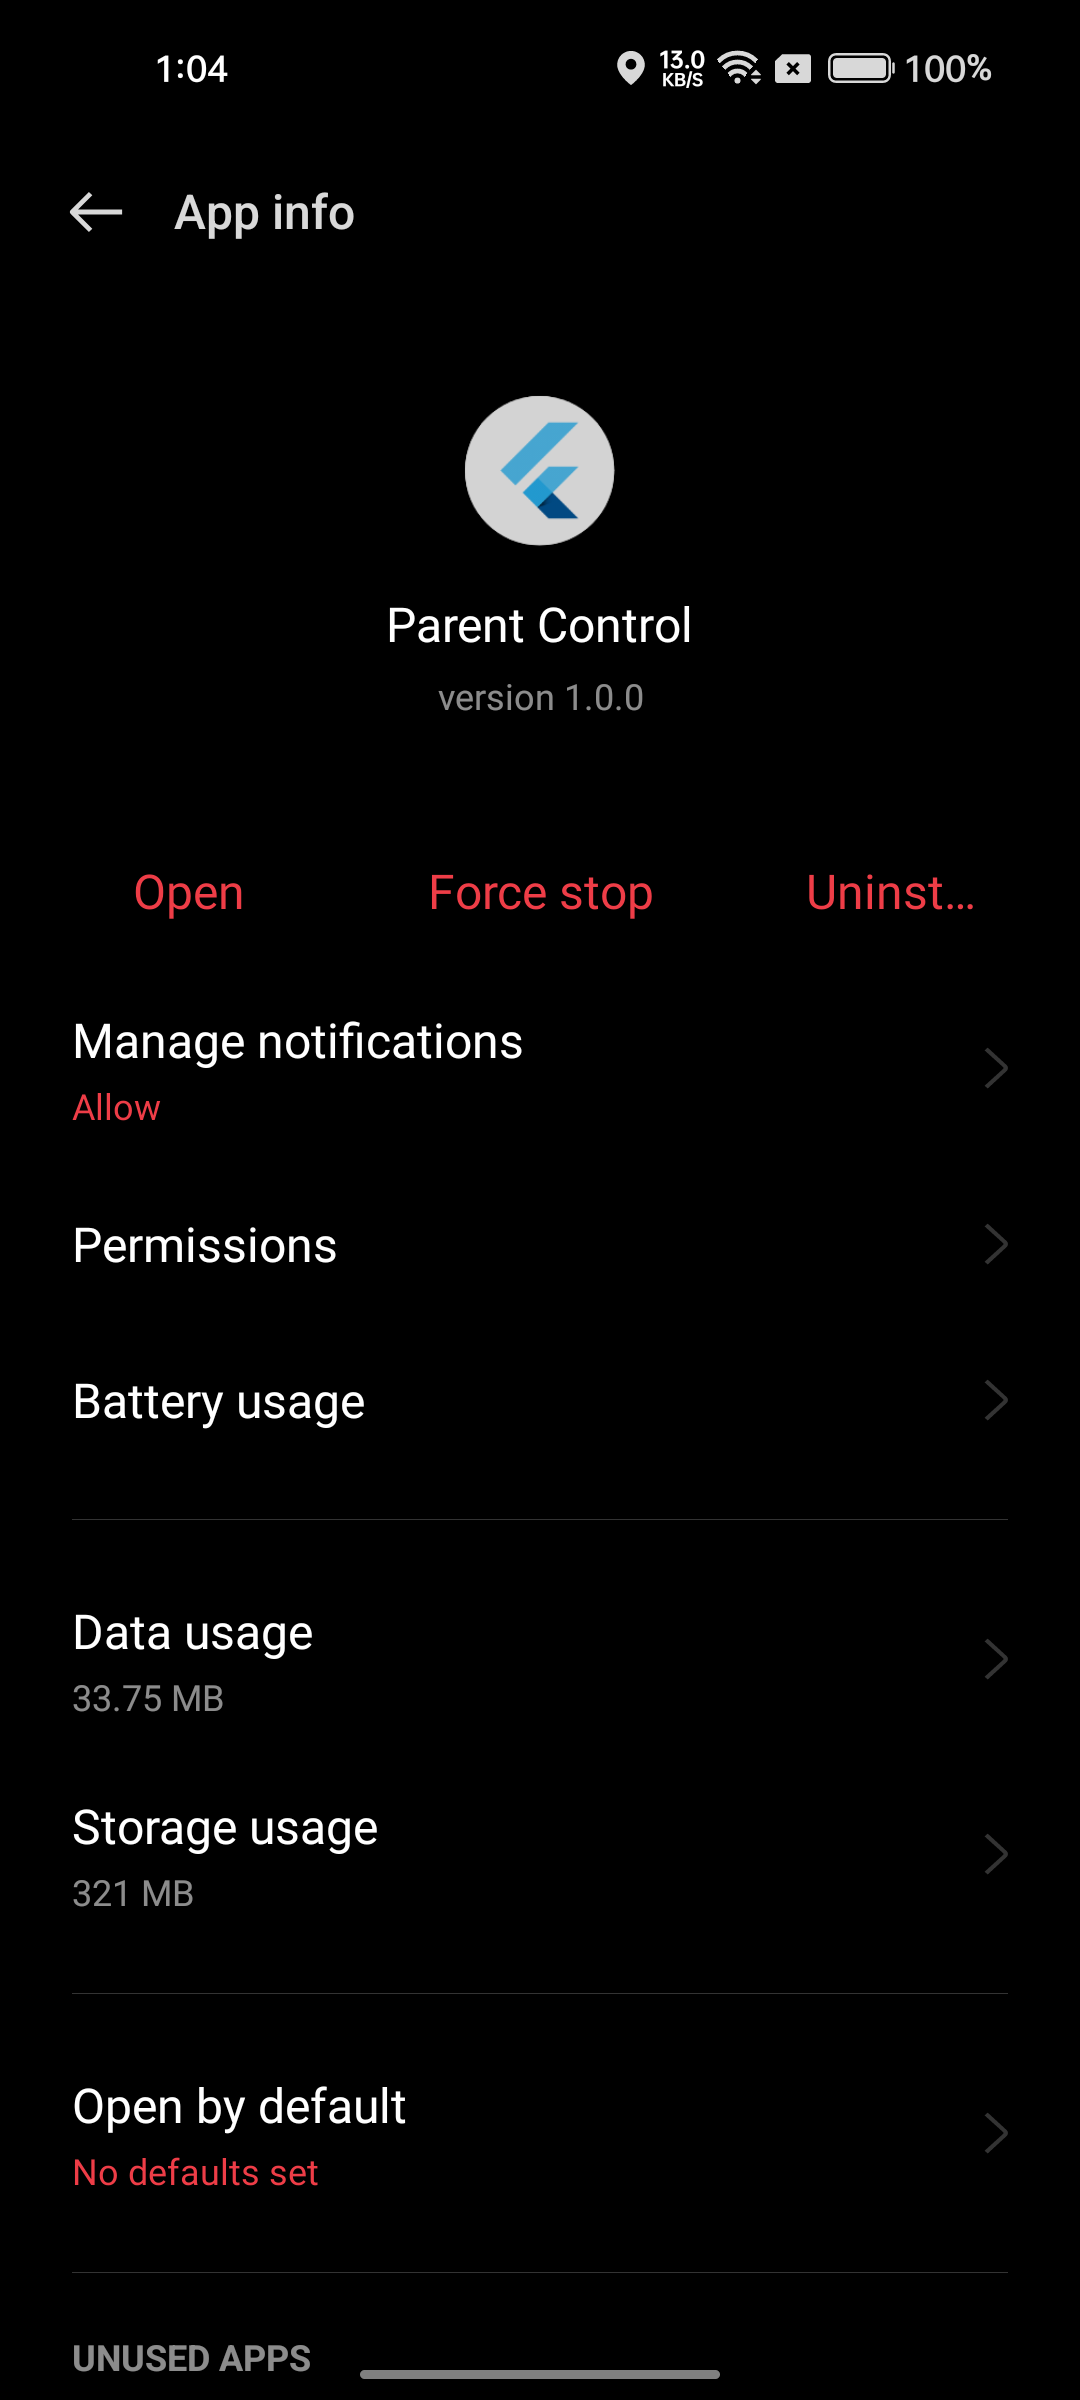 1:04
13.0
KB/S
100%
App info
Parent Control
version 1.0.0
Open
Force stop
Uninst...
Manage notifications
Allow
Permissions
Battery usage
Data usage
33.75 MB
Storage usage
321 MB
Open by default
No defaults set
UNUSED APPS